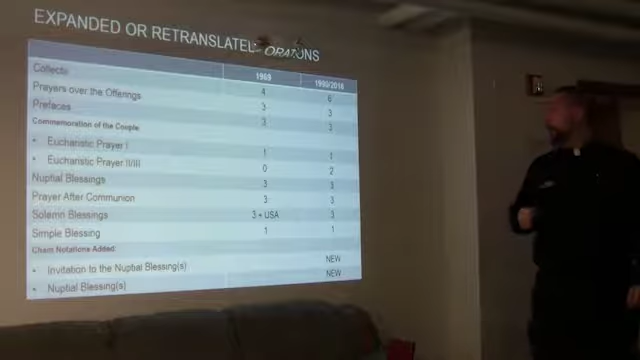 EXPANDED OR RETRANSLATED ORATIONS
1969 1990/2016
Collects 4 6
Prayers over the Offerings 3 3
Prefaces 3 3
Commemoration of the Couple
• Eucharistic Prayer I 1 1
• Eucharistic Prayer II/III 0 2
Nuptial Blessings 3 3
Prayer After Communion 3 3
Solemn Blessings 3 + USA 3
Simple Blessing 1 1
Chant Notations Added:
• Invitation to the Nuptial Blessing(s) NEW
• Nuptial Blessing(s) NEW